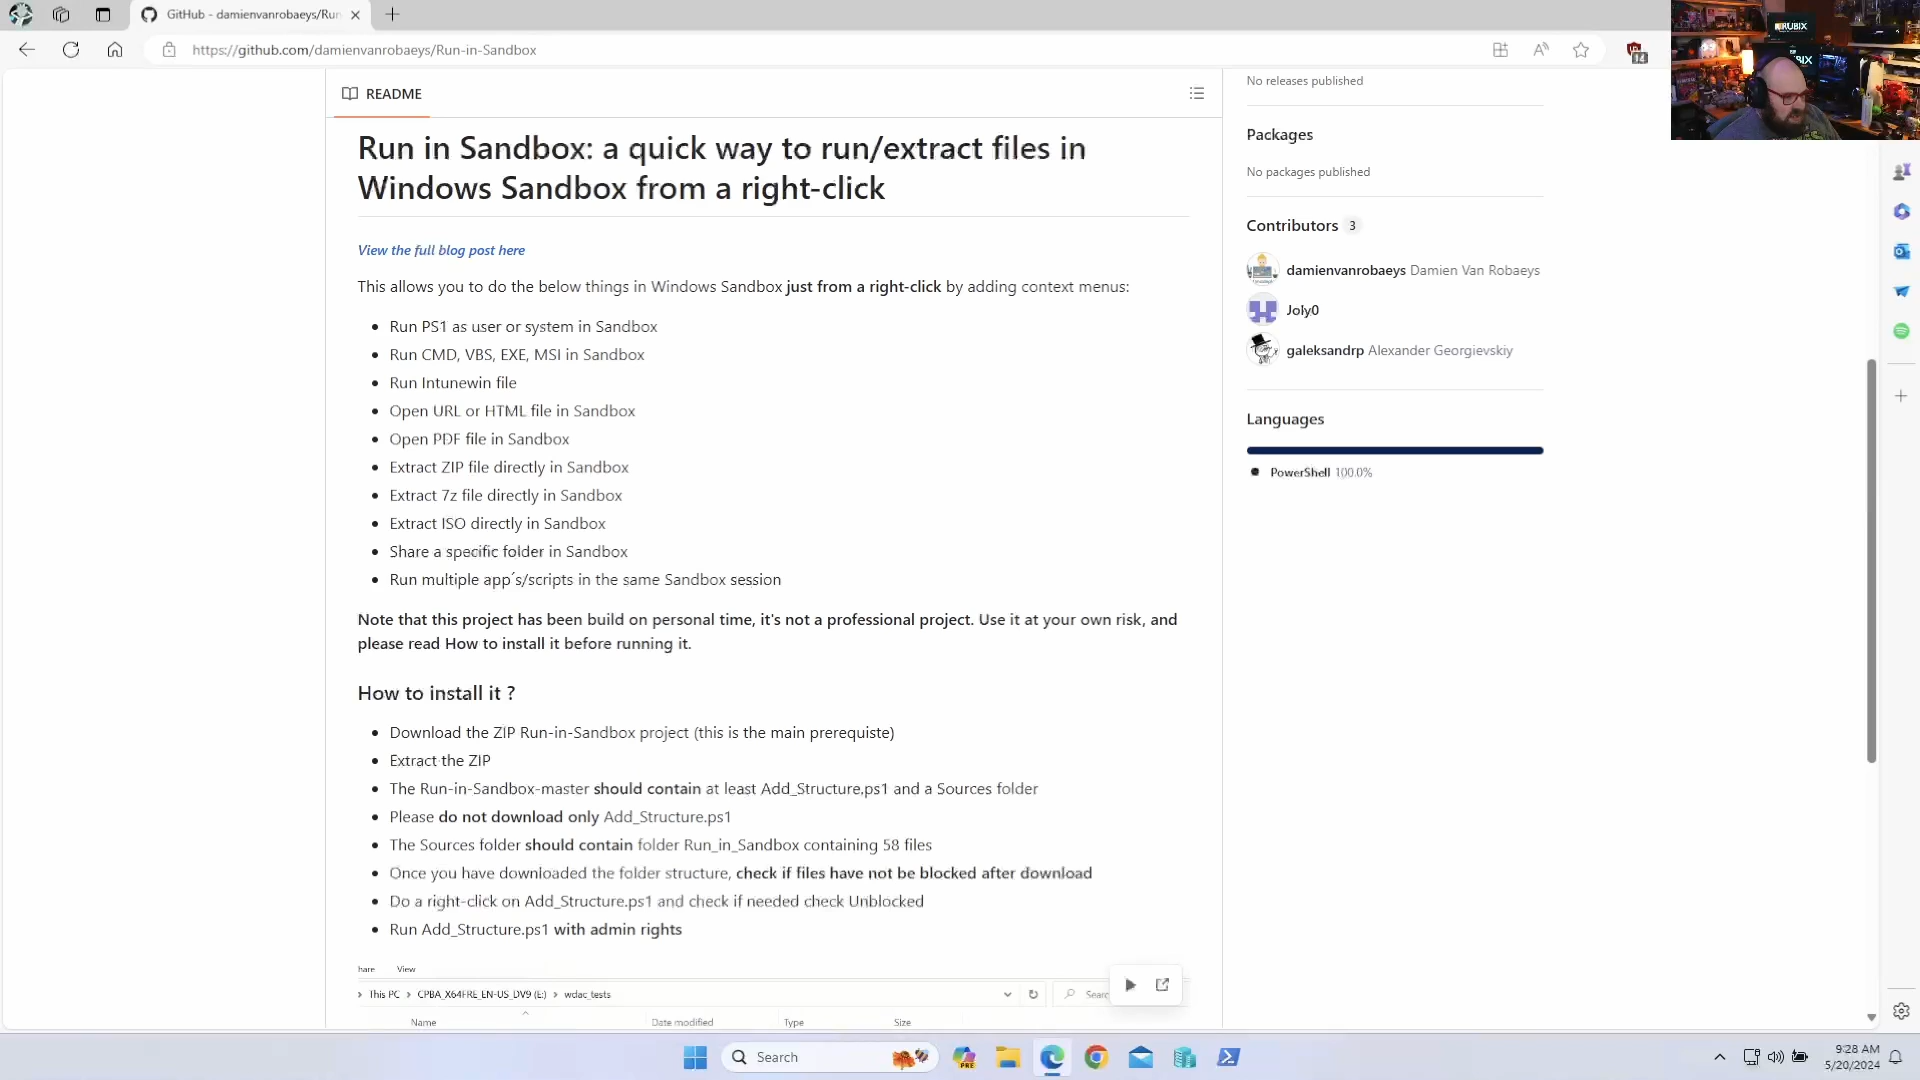 GitHub - damienvanrobaeys/Run
https://github.com/damienvanrobaeys/Run-in-Sandbox
14
RUBIX
README
No releases published
Run in Sandbox: a quick way to run/extract files in
Windows Sandbox from a right-click
Packages
No packages published
View the full blog post here
Contributors 3
This allows you to do the below things in Windows Sandbox just from a right-click by adding context menus:
damienvanrobaeys Damien Van Robaeys
Joly0
galeksandrp Alexander Georgievskiy
Run PS1 as user or system in Sandbox
Run CMD, VBS, EXE, MSI in Sandbox
Run Intunewin file
Open URL or HTML file in Sandbox
Open PDF file in Sandbox
Extract ZIP file directly in Sandbox
Extract 7z file directly in Sandbox
Extract ISO directly in Sandbox
Share a specific folder in Sandbox
Run multiple app´s/scripts in the same Sandbox session
Languages
PowerShell 100.0%
Note that this project has been build on personal time, it's not a professional project. Use it at your own risk, and
please read How to install it before running it.
How to install it ?
Download the ZIP Run-in-Sandbox project (this is the main prerequiste)
Extract the ZIP
The Run-in-Sandbox-master should contain at least Add_Structure.ps1 and a Sources folder
Please do not download only Add_Structure.ps1
The Sources folder should contain folder Run_in_Sandbox containing 58 files
Once you have downloaded the folder structure, check if files have not be blocked after download
Do a right-click on Add_Structure.ps1 and check if needed check Unblocked
Run Add_Structure.ps1 with admin rights
hare View
This PC > CPBA_X64FRE_EN-US_DV9 (E:) > wdac_tests
Searc
Name Date modified Type Size
Search
PRE
9:28 AM
5/20/2024